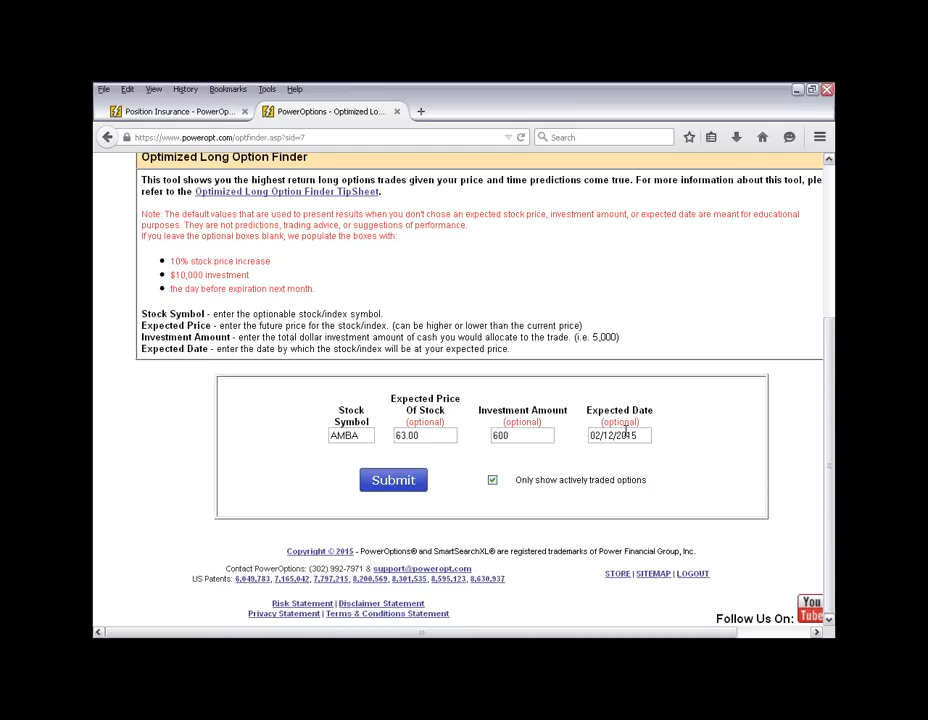 File Edit View History Bookmarks Tools Help
Position Insurance - PowerOp... × PowerOptions - Optimized Lo... × +
https://www.poweropt.com/optfinder.asp?sid=7 Search
Optimized Long Option Finder
This tool shows you the highest return long options trades given your price and time predictions come true. For more information about this tool, ple
refer to the Optimized Long Option Finder TipSheet.
Note: The default values that are used to present results when you don't chose an expected stock price, investment amount, or expected date are meant for educational
purposes. They are not predictions, trading advice, or suggestions of performance.
If you leave the optional boxes blank, we populate the boxes with:
• 10% stock price increase
• $10,000 investment
• the day before expiration next month.
Stock Symbol - enter the optionable stock/index symbol.
Expected Price - enter the future price for the stock/index. (can be higher or lower than the current price)
Investment Amount - enter the total dollar investment amount of cash you would allocate to the trade. (i.e. 5,000)
Expected Date - enter the date by which the stock/index will be at your expected price.
Expected Price
Stock Of Stock Investment Amount Expected Date
Symbol (optional) (optional) (optional)
AMBA 63.00 600 02/12/2015
Submit Only show actively traded options
Copyright © 2015 - PowerOptions® and SmartSearchXL® are registered trademarks of Power Financial Group, Inc.
Contact PowerOptions: (302) 992-7971 & support@poweropt.com
STORE | SITEMAP | LOGOUT
US Patents: 6,049,783, 7,165,042, 7,797,215, 8,200,569, 8,301,535, 8,595,123, 8,630,937
Risk Statement | Disclaimer Statement
Privacy Statement | Terms & Conditions Statement
Follow Us On: You Tube